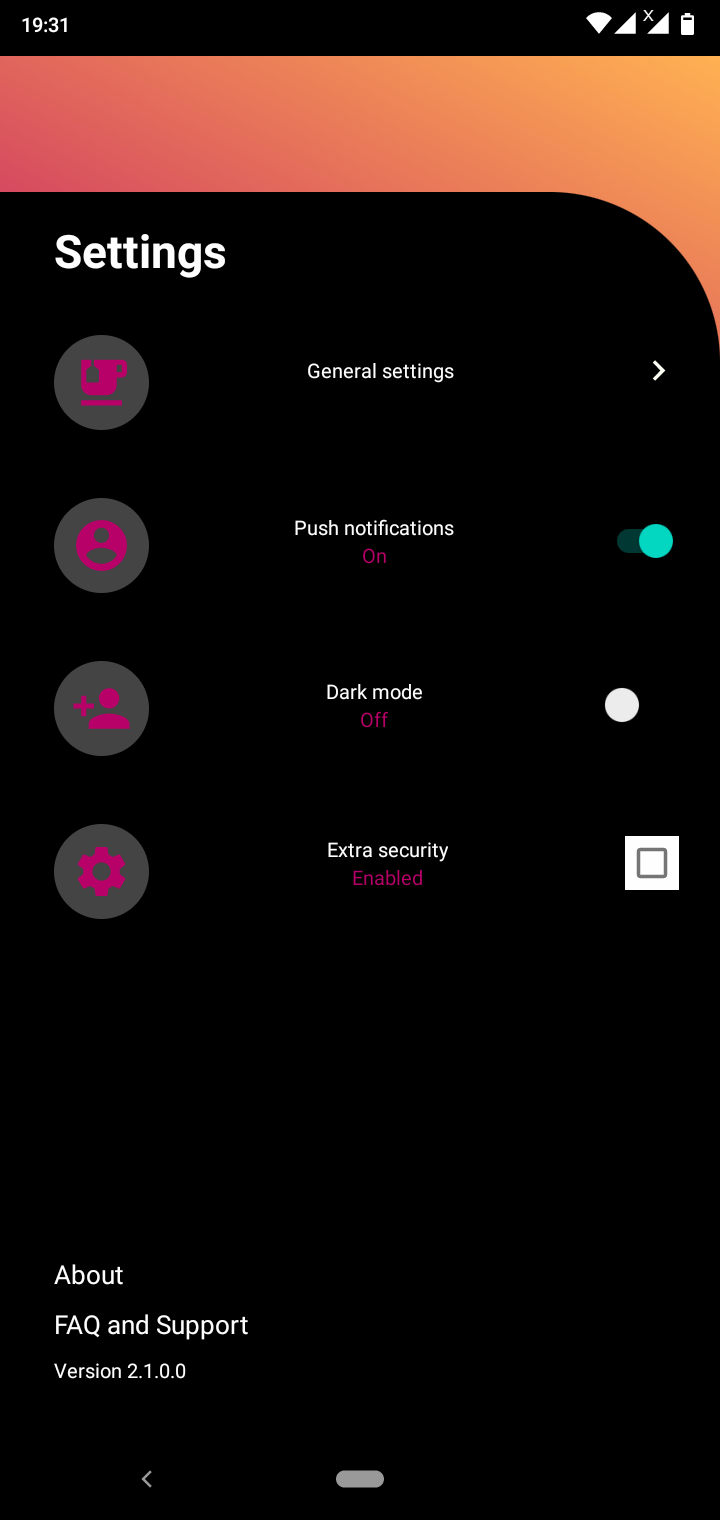 19:31
X
Settings
General settings
Push notifications
On
Dark mode
Off
Extra security
Enabled
About
FAQ and Support
Version 2.1.0.0